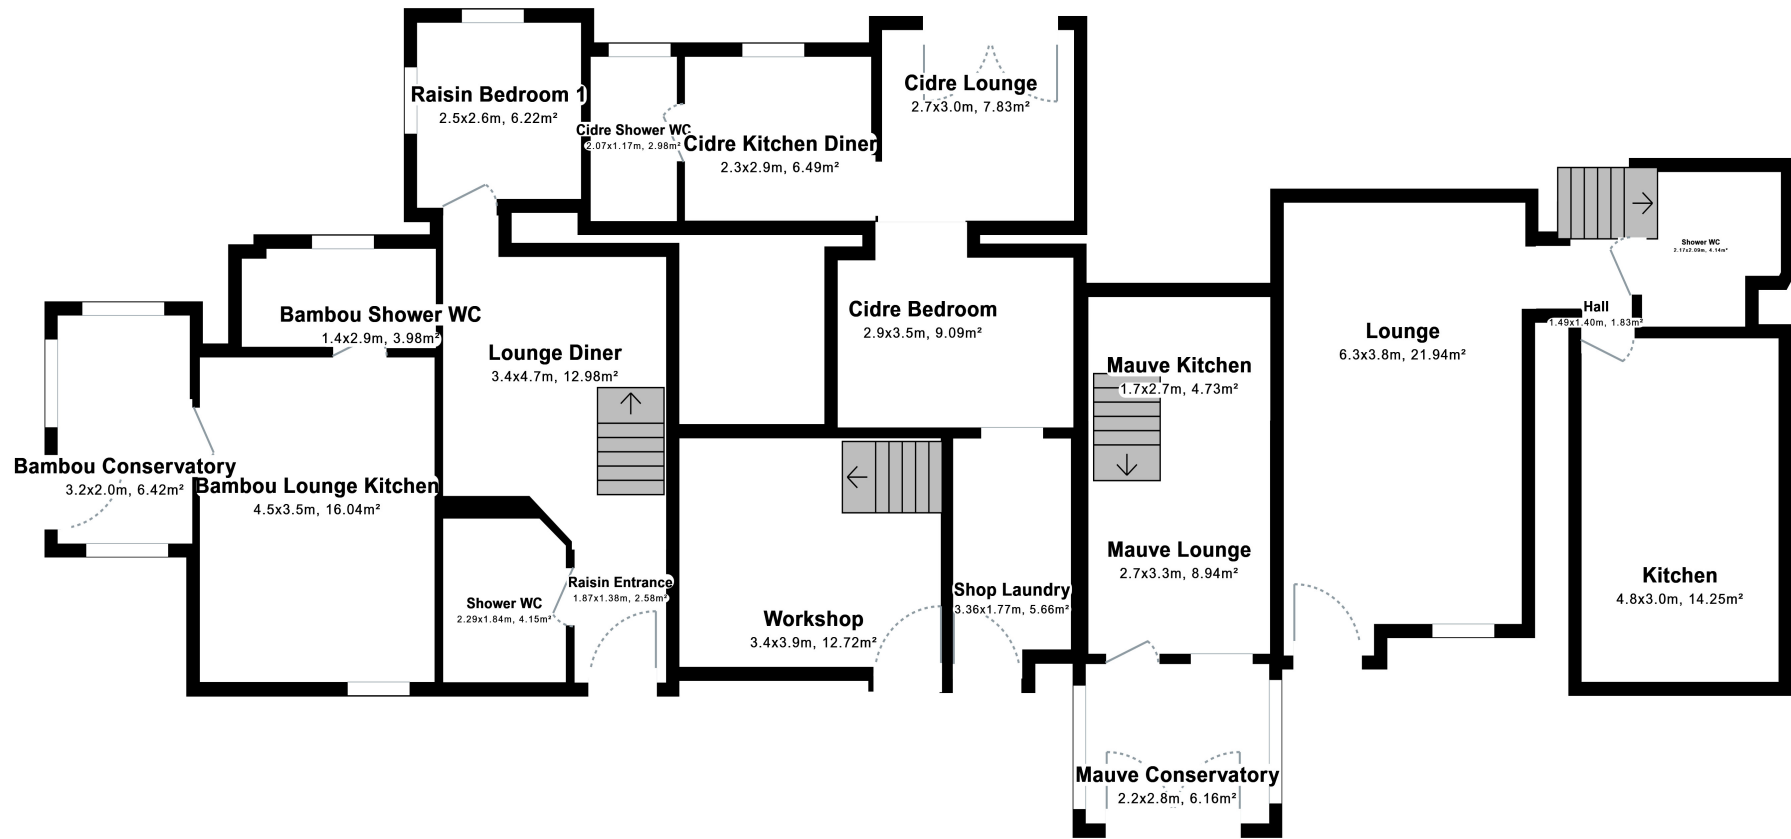 Raisin Bedroom 1
2.5x2.6m, 6.22m²
Cidre Shower WC
2.07x1.17m, 2.98m²
Cidre Kitchen Diner
2.3x2.9m, 6.49m²
Cidre Lounge
2.7x3.0m, 7.83m²
Shower WC
2.17x2.09m, 4.14m²
Bambou Shower WC
1.4x2.9m, 3.98m²
Lounge Diner
3.4x4.7m, 12.98m²
Cidre Bedroom
2.9x3.5m, 9.09m²
Mauve Kitchen
1.7x2.7m, 4.73m²
Lounge
6.3x3.8m, 21.94m²
Hall
1.49x1.40m, 1.83m²
Bambou Conservatory
3.2x2.0m, 6.42m²
Bambou Lounge Kitchen
4.5x3.5m, 16.04m²
Shower WC
2.29x1.84m, 4.15m²
Raisin Entrance
1.87x1.38m, 2.58m²
Workshop
3.4x3.9m, 12.72m²
Shop Laundry
3.36x1.77m, 5.66m²
Mauve Lounge
2.7x3.3m, 8.94m²
Kitchen
4.8x3.0m, 14.25m²
Mauve Conservatory
2.2x2.8m, 6.16m²